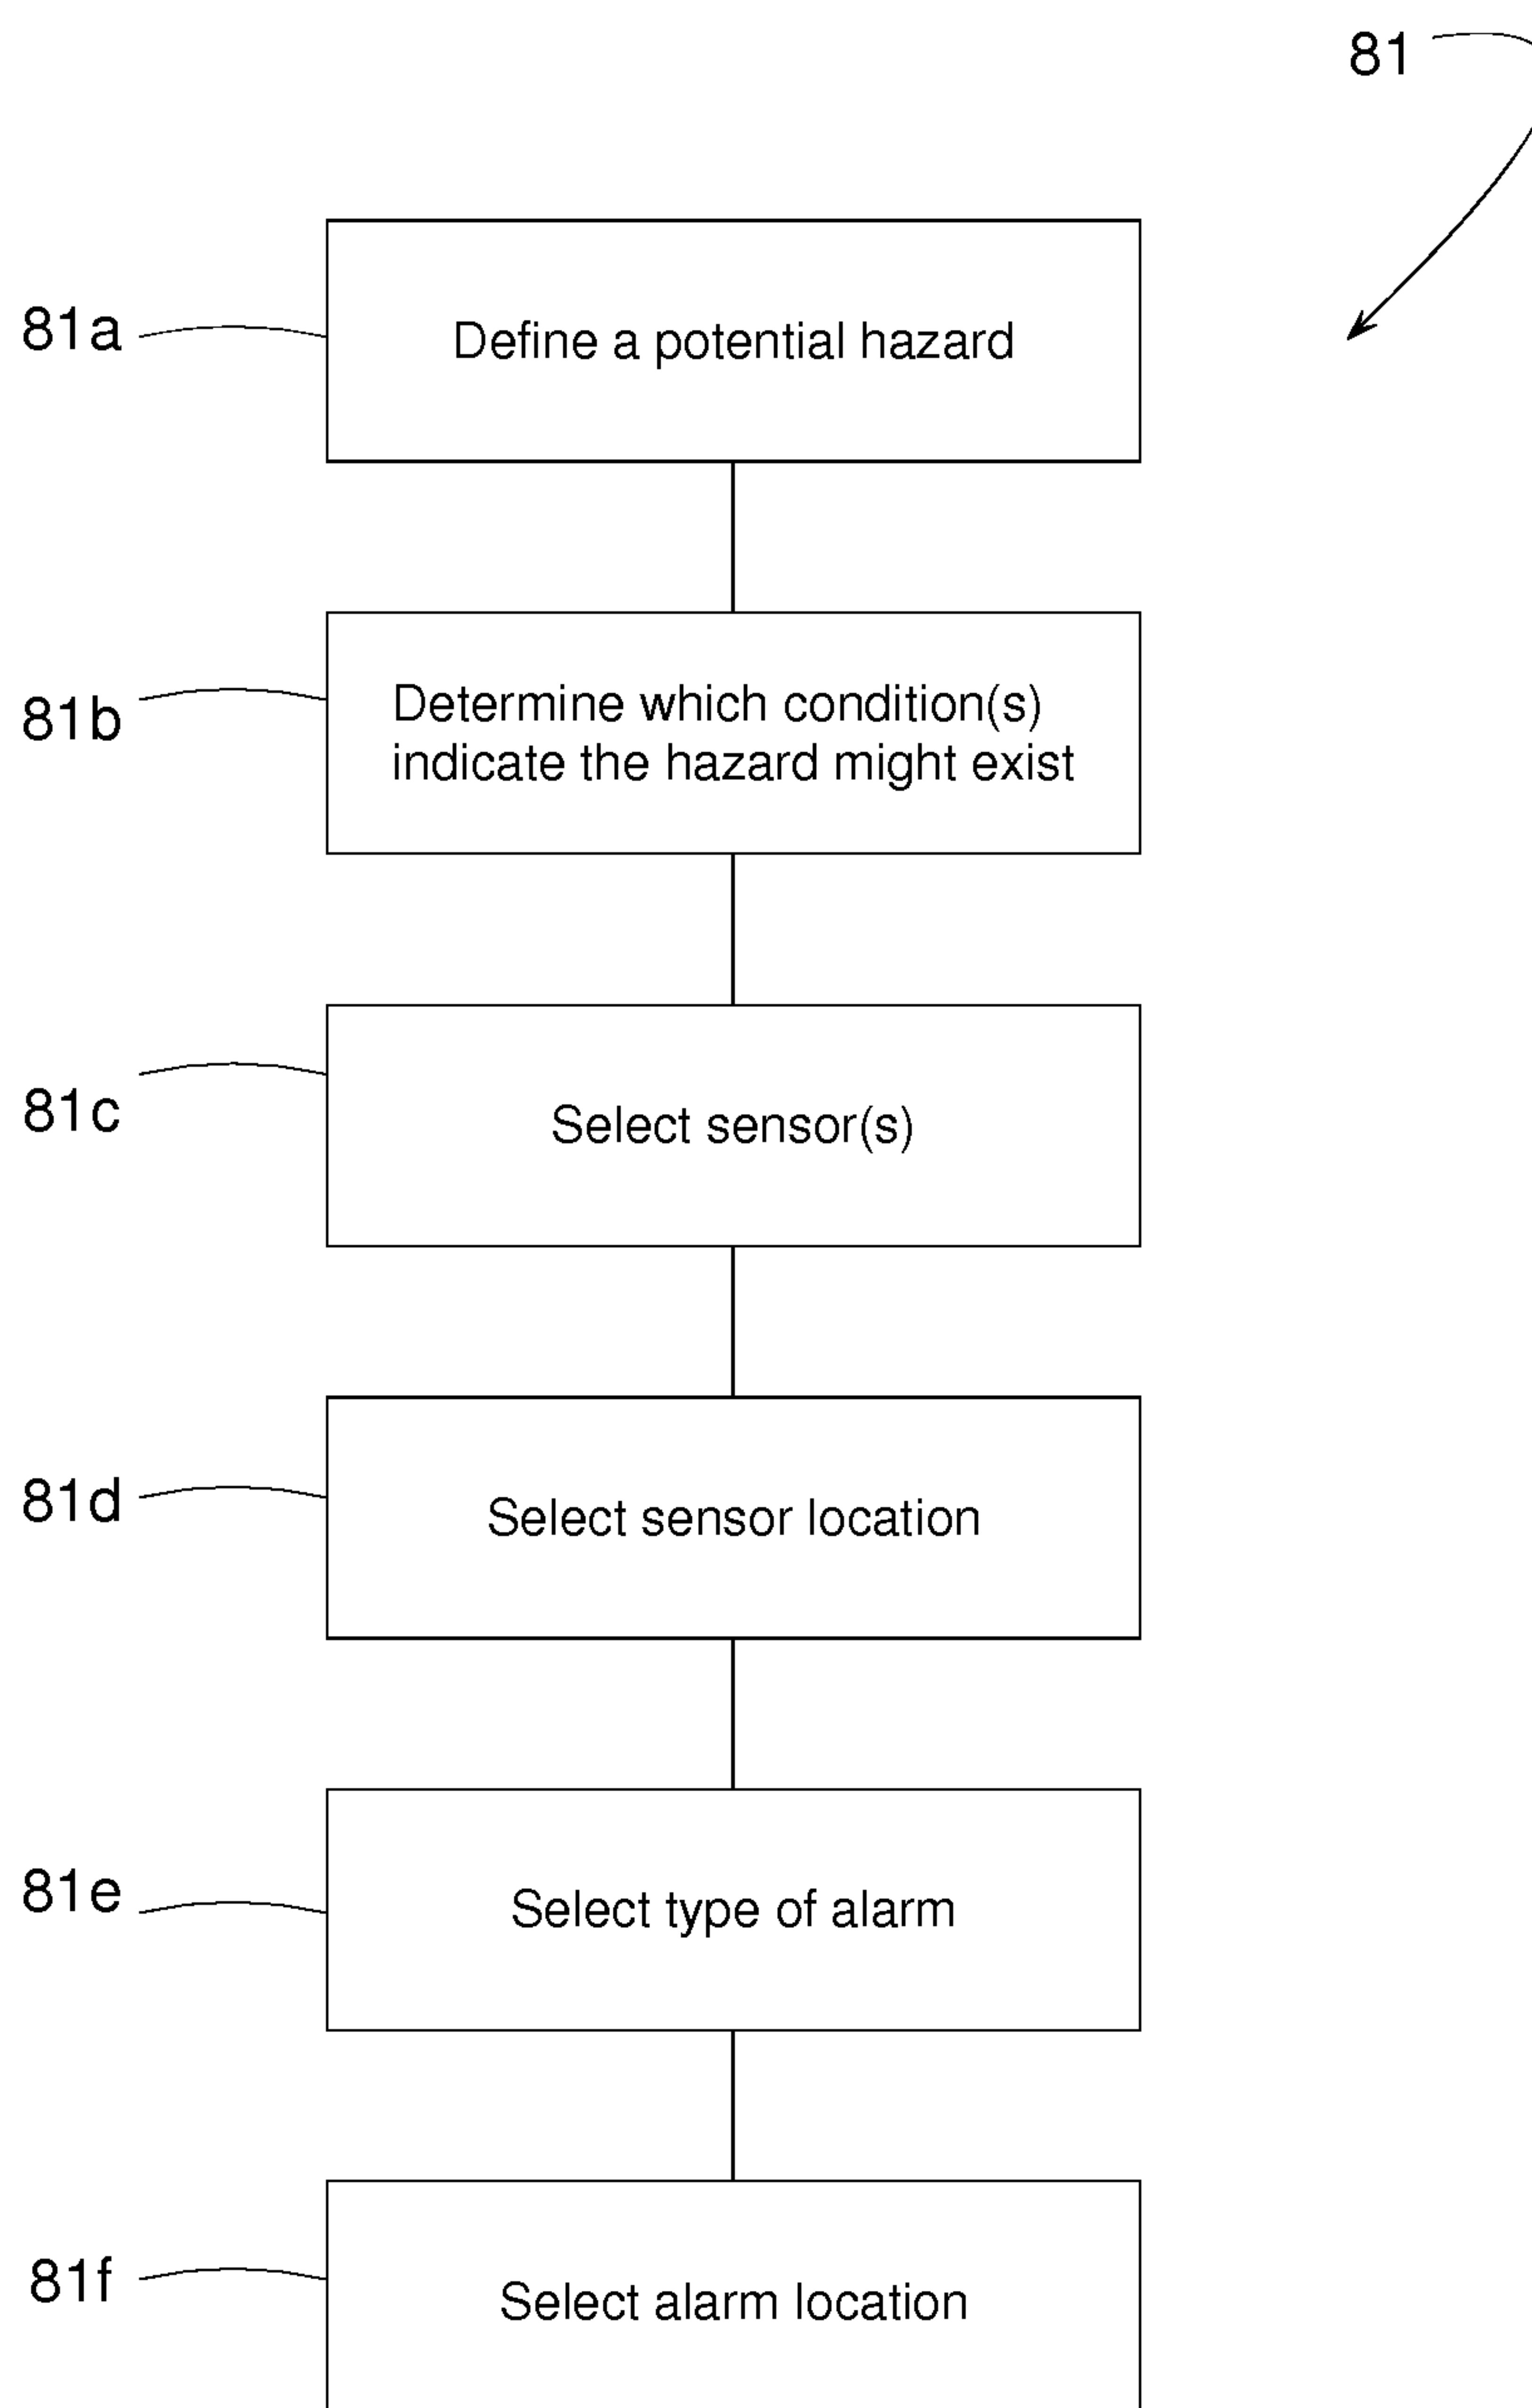 81
81a
Define a potential hazard
81b
Determine which condition(s)
indicate the hazard might exist
81c
Select sensor(s)
81d
Select sensor location
81e
Select type of alarm
81f
Select alarm location